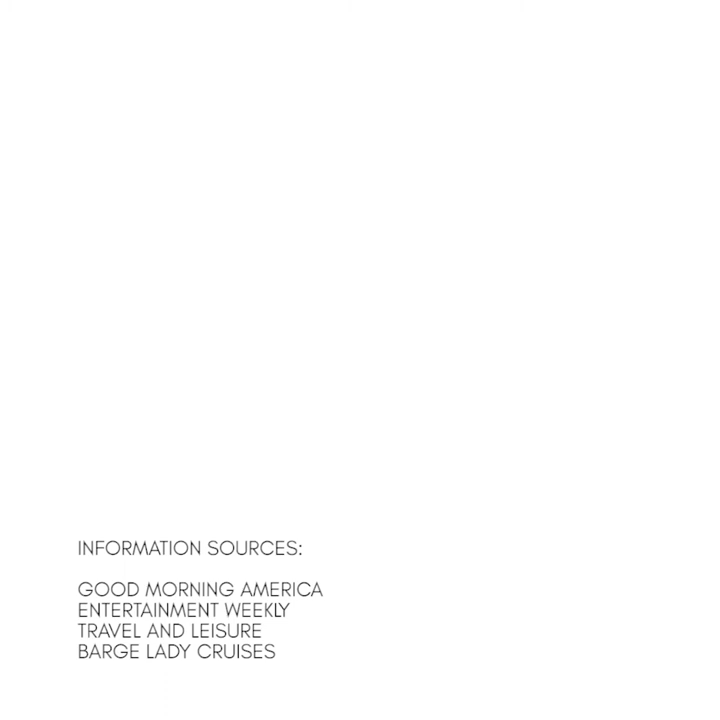 INFORMATION SOURCES:
GOOD MORNING AMERICA
ENTERTAINMENT WEEKLY
TRAVEL AND LEISURE
BARGE LADY CRUISES